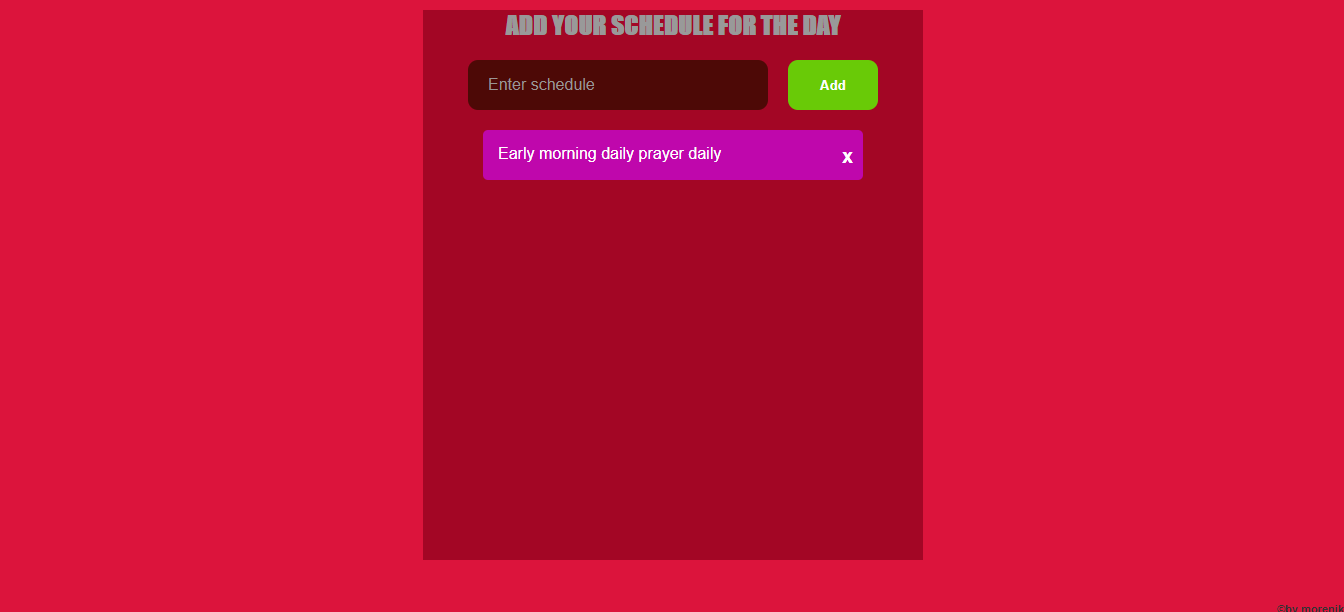 ADD YOUR SCHEDULE FOR THE DAY
Enter schedule
Add
Early morning daily prayer daily
x
©by morenik